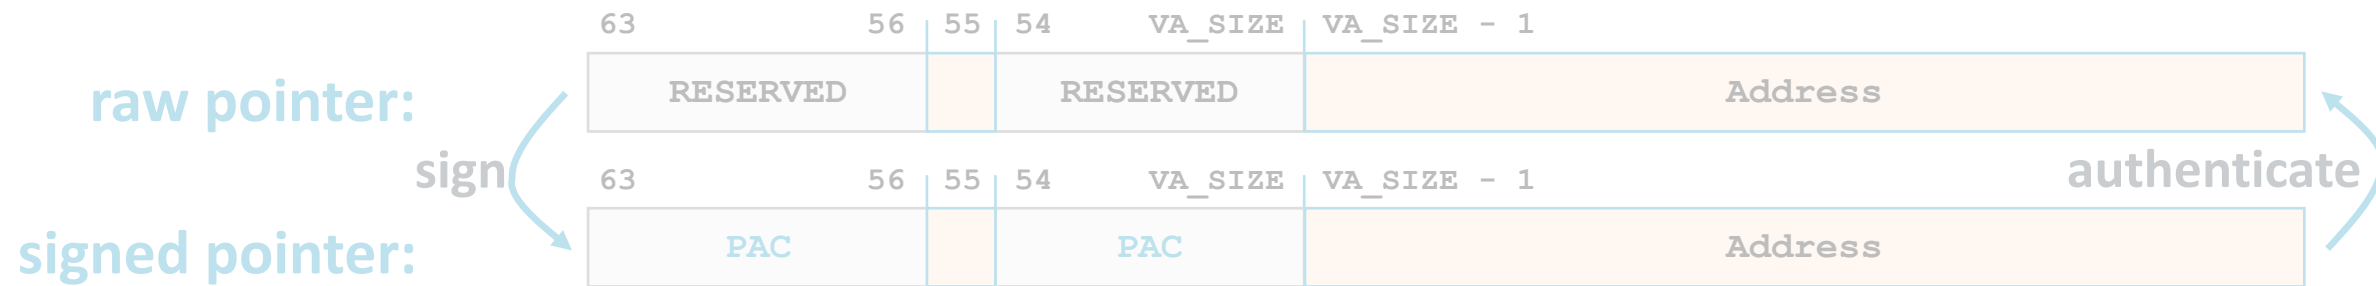 63 56 55 54 VA_SIZE VA_SIZE - 1
raw pointer: RESERVED RESERVED Address
sign authenticate
63 56 55 54 VA_SIZE VA_SIZE - 1
signed pointer: PAC PAC Address